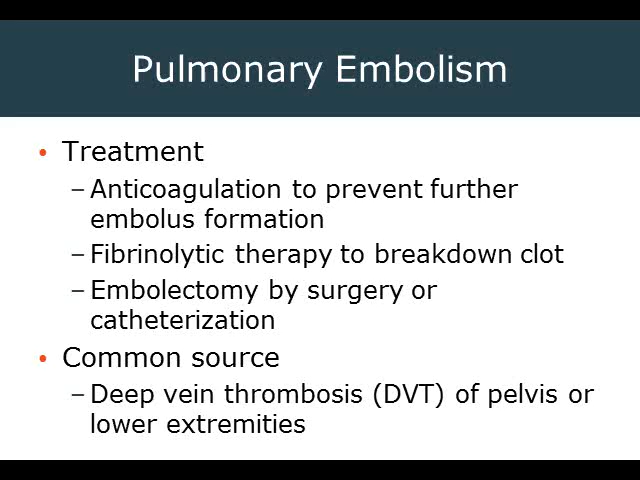 Pulmonary Embolism
• Treatment
– Anticoagulation to prevent further
embolus formation
– Fibrinolytic therapy to breakdown clot
– Embolectomy by surgery or
catheterization
• Common source
– Deep vein thrombosis (DVT) of pelvis or
lower extremities